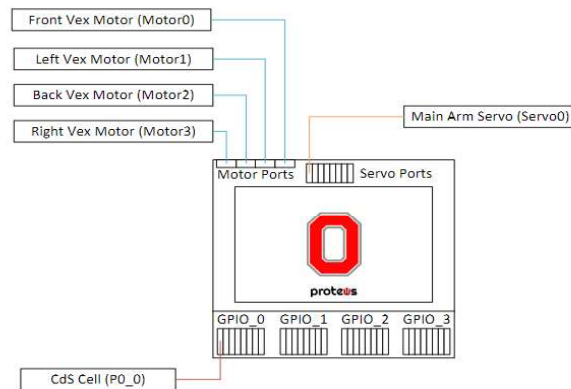 Front Vex Motor (Motor0)
Left Vex Motor (Motor1)
Back Vex Motor (Motor2)
Right Vex Motor (Motor3)
Main Arm Servo (Servo0)
Motor Ports
Servo Ports
proteus
GPIO_0 GPIO_1 GPIO_2 GPIO_3
CdS Cell (P0_0)